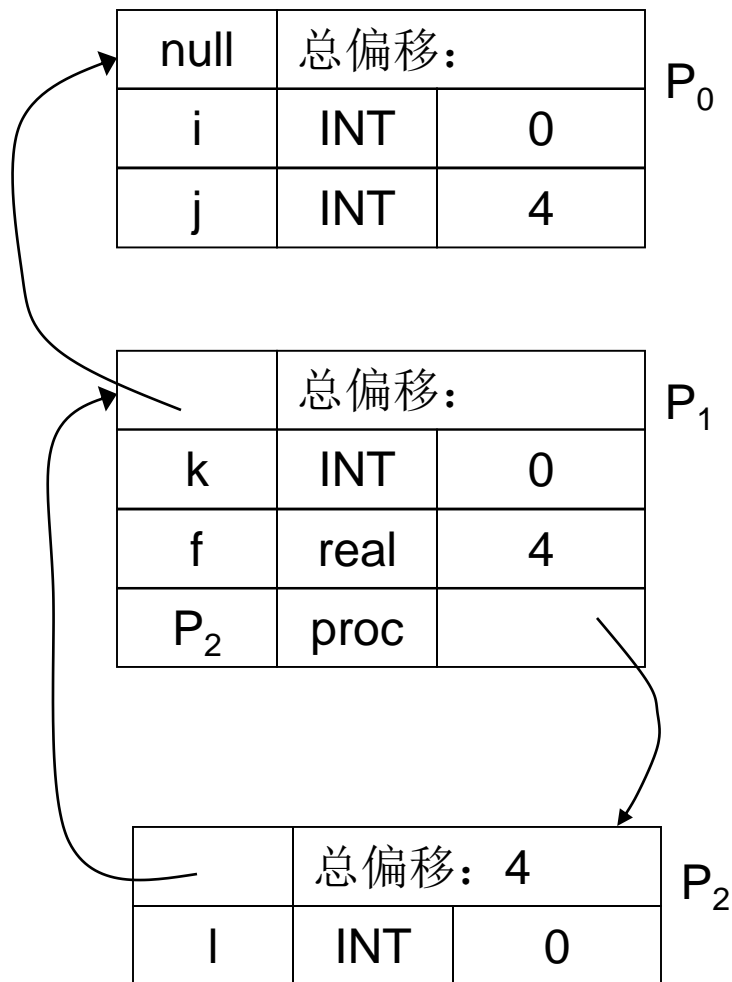 null 总偏移：
P₀
i INT 0
j INT 4
总偏移：
P₁
k INT 0
f real 4
P₂ proc
总偏移：4
P₂
l INT 0